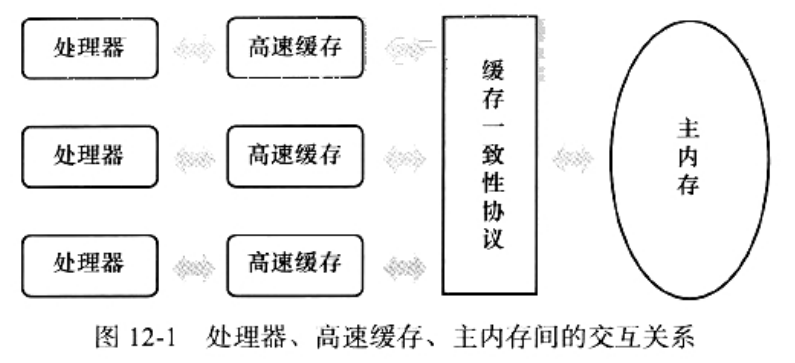 处理器
高速缓存
处理器
高速缓存
处理器
高速缓存
缓存一致性协议
主内存
图 12-1 处理器、高速缓存、主内存间的交互关系